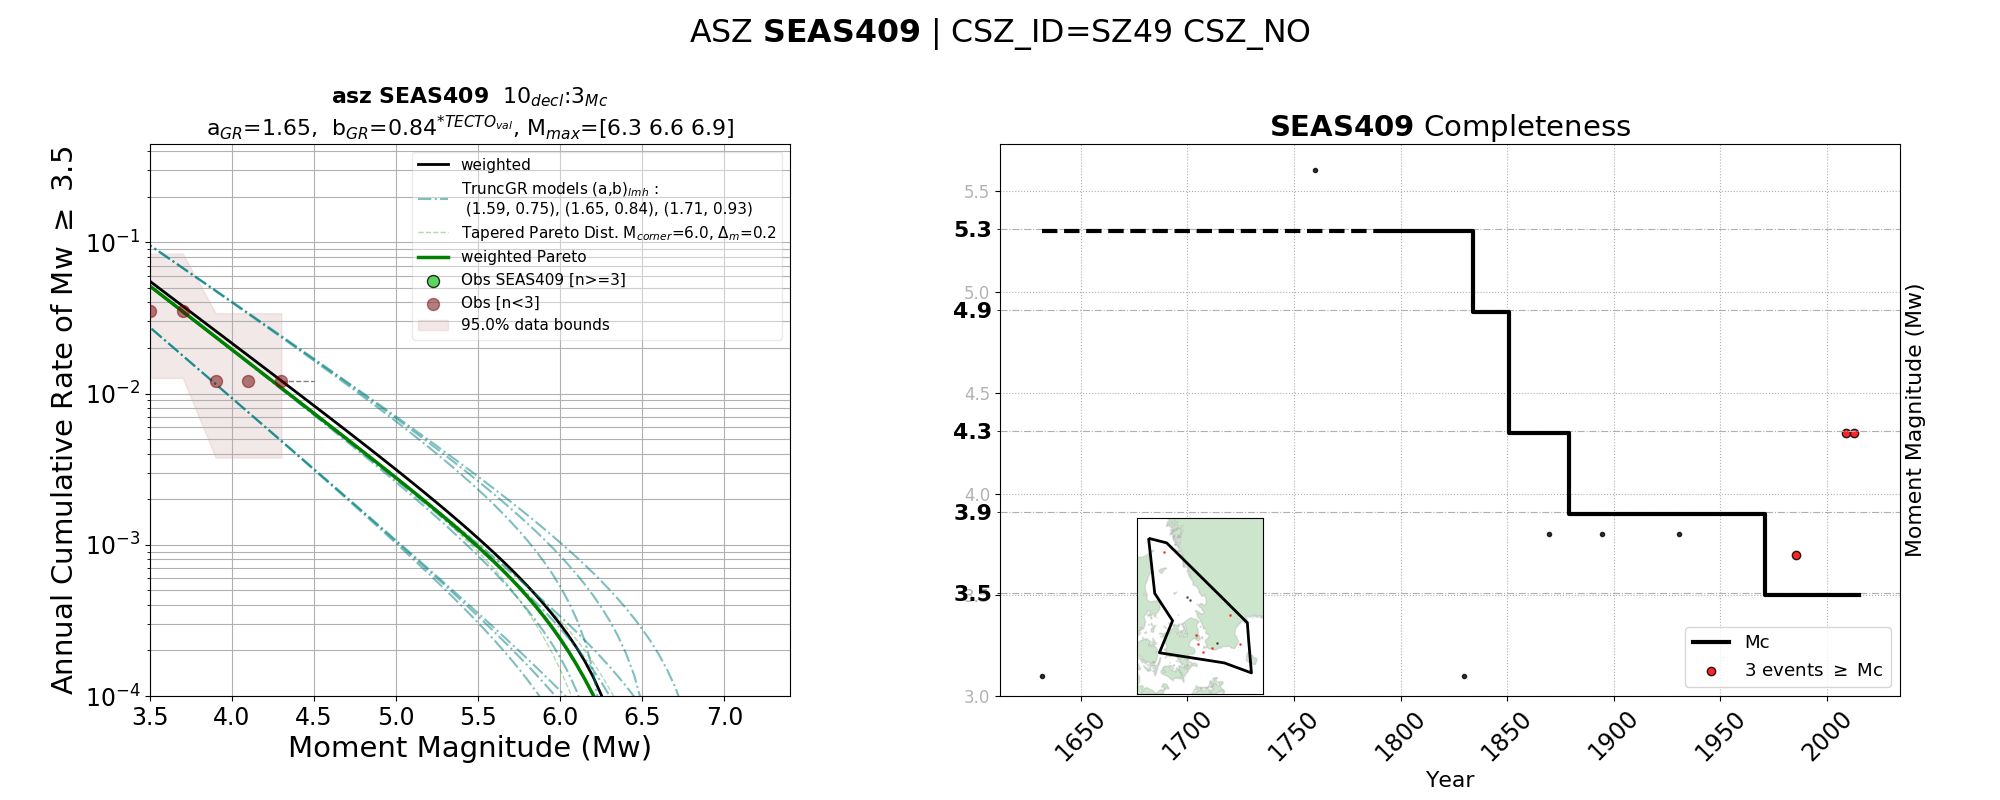 ASZ SEAS409 | CSZ_ID=SZ49 CSZ_NO
asz SEAS409 10decl:3Mc
aGR=1.65, bGR=0.84*TECTOval, Mmax=[6.3 6.6 6.9]
Annual Cumulative Rate of Mw ≥ 3.5
10−1
10−2
10−3
10−4
weighted
TruncGR models (a,b)lmh :
(1.59, 0.75), (1.65, 0.84), (1.71, 0.93)
Tapered Pareto Dist. Mcorner=6.0, Δm=0.2
weighted Pareto
Obs SEAS409 [n>=3]
Obs [n<3]
95.0% data bounds
3.5 4.0 4.5 5.0 5.5 6.0 6.5 7.0
Moment Magnitude (Mw)
SEAS409 Completeness
5.5
5.3
5.0
4.9
4.5
4.3
4.0
3.9
3.5
3.0
Moment Magnitude (Mw)
Mc
3 events ≥ Mc
1650 1700 1750 1800 1850 1900 1950 2000
Year